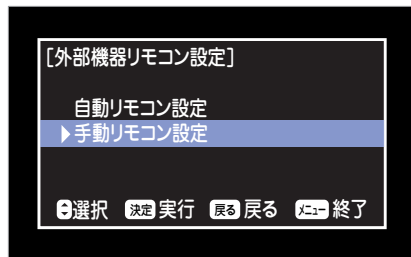 [外部機器リモコン設定]
自動リモコン設定
▶手動リモコン設定
選択 決定 実行 戻る 戻る メニュー 終了